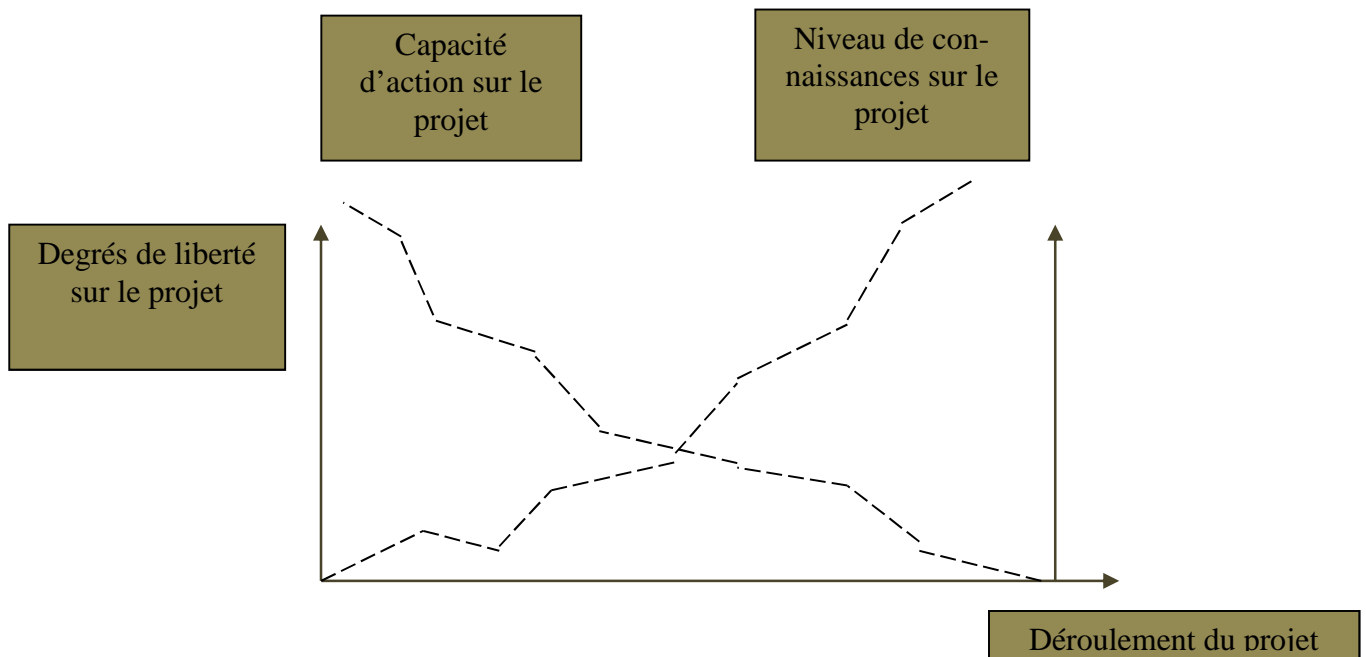 Capacité
d’action sur le
projet
Niveau de con-
naissances sur le
projet
Degrés de liberté
sur le projet
Déroulement du projet